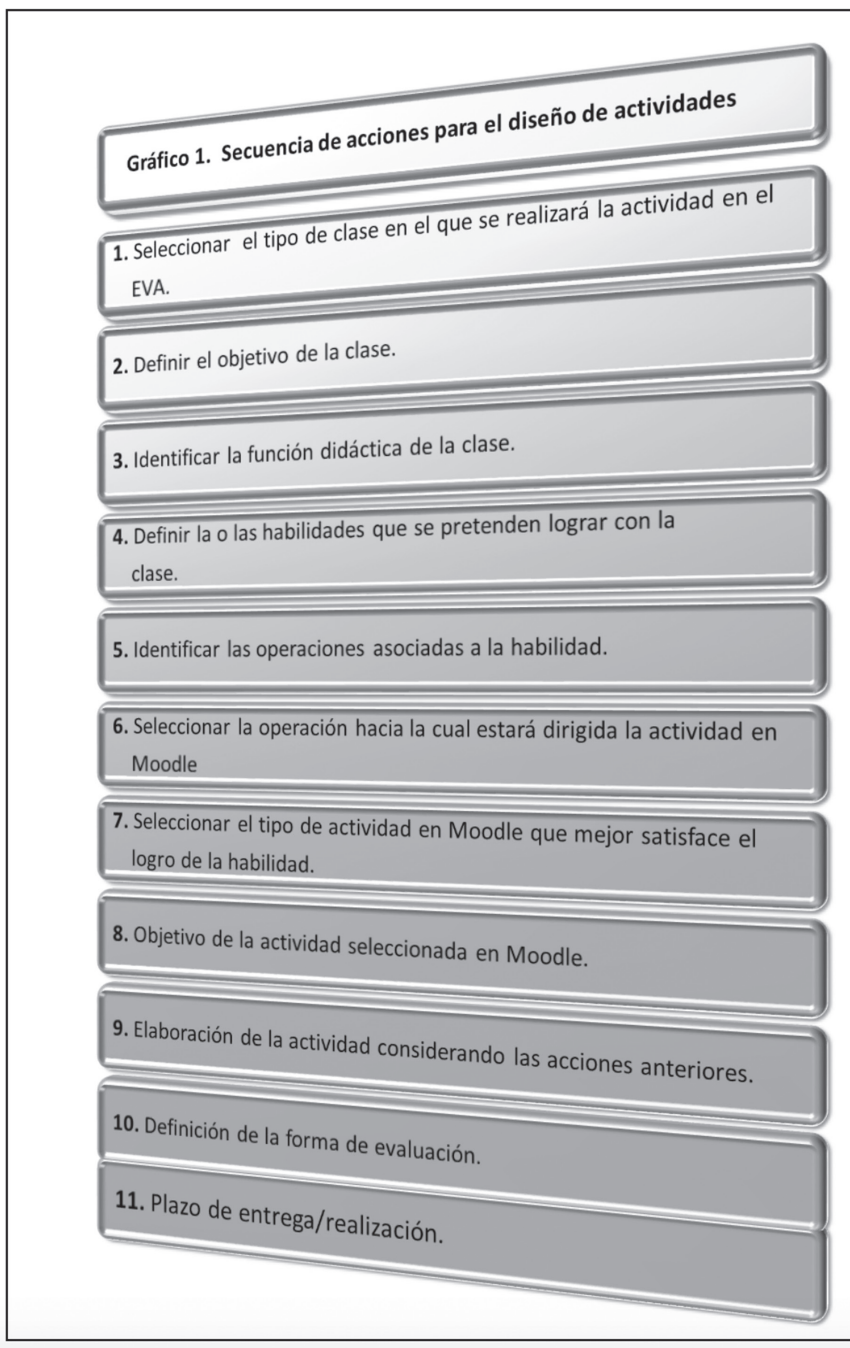 Gráfico 1. Secuencia de acciones para el diseño de actividades
1. Seleccionar el tipo de clase en el que se realizará la actividad en el
EVA.
2. Definir el objetivo de la clase.
3. Identificar la función didáctica de la clase.
4. Definir la o las habilidades que se pretenden lograr con la
clase.
5. Identificar las operaciones asociadas a la habilidad.
6. Seleccionar la operación hacia la cual estará dirigida la actividad en
Moodle
7. Seleccionar el tipo de actividad en Moodle que mejor satisface el
logro de la habilidad.
8. Objetivo de la actividad seleccionada en Moodle.
9. Elaboración de la actividad considerando las acciones anteriores.
10. Definición de la forma de evaluación.
11. Plazo de entrega/realización.